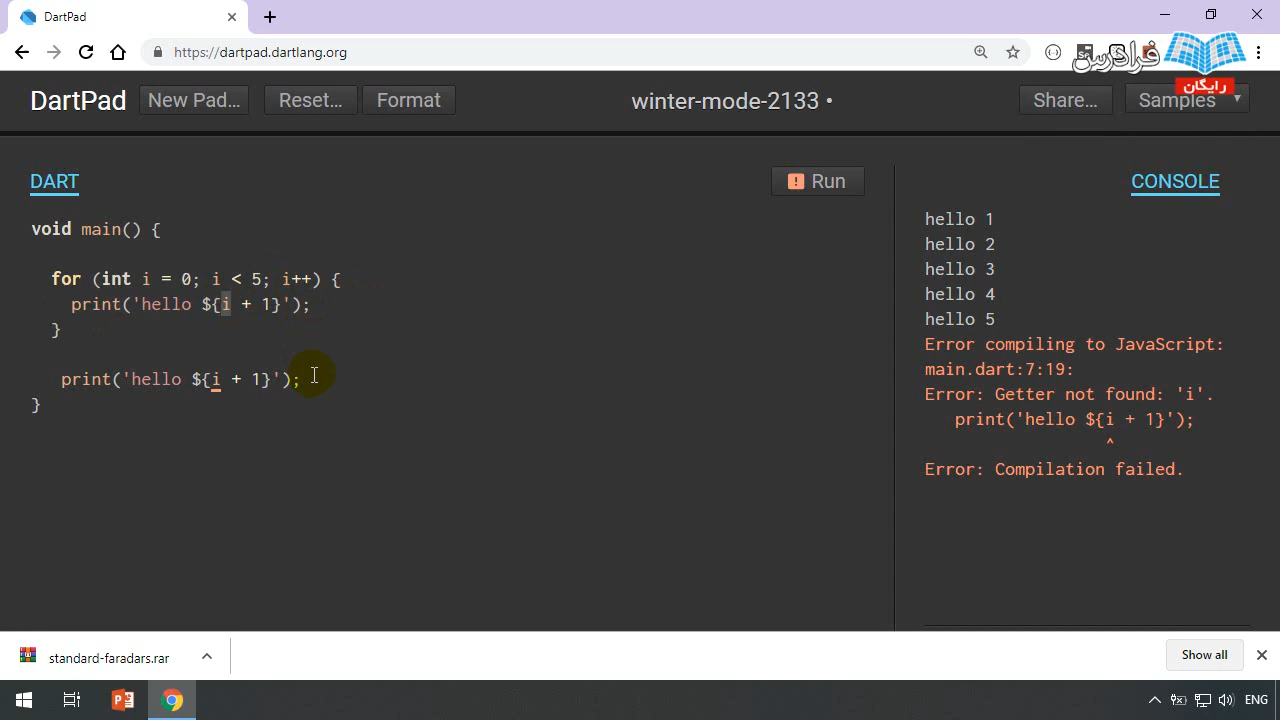 DartPad
https://dartpad.dartlang.org
فرادرس
رایگان
DartPad
New Pad...
Reset...
Format
winter-mode-2133 •
Share...
Samples
DART
Run
CONSOLE
void main() {
for (int i = 0; i < 5; i++) {
print('hello ${i + 1}');
}
print('hello ${i + 1}');
}
hello 1
hello 2
hello 3
hello 4
hello 5
Error compiling to JavaScript:
main.dart:7:19:
Error: Getter not found: 'i'.
print('hello ${i + 1}');
^
Error: Compilation failed.
standard-faradars.rar
Show all
ENG